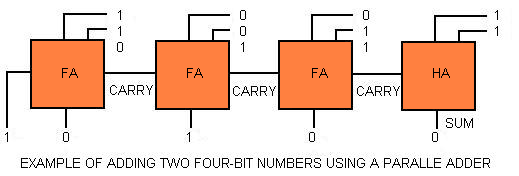 1 0 0 1
1 0 1 1
0 1 1
FA FA FA HA
CARRY CARRY CARRY
SUM
1 0 1 0 0
EXAMPLE OF ADDING TWO FOUR-BIT NUMBERS USING A PARALLE ADDER